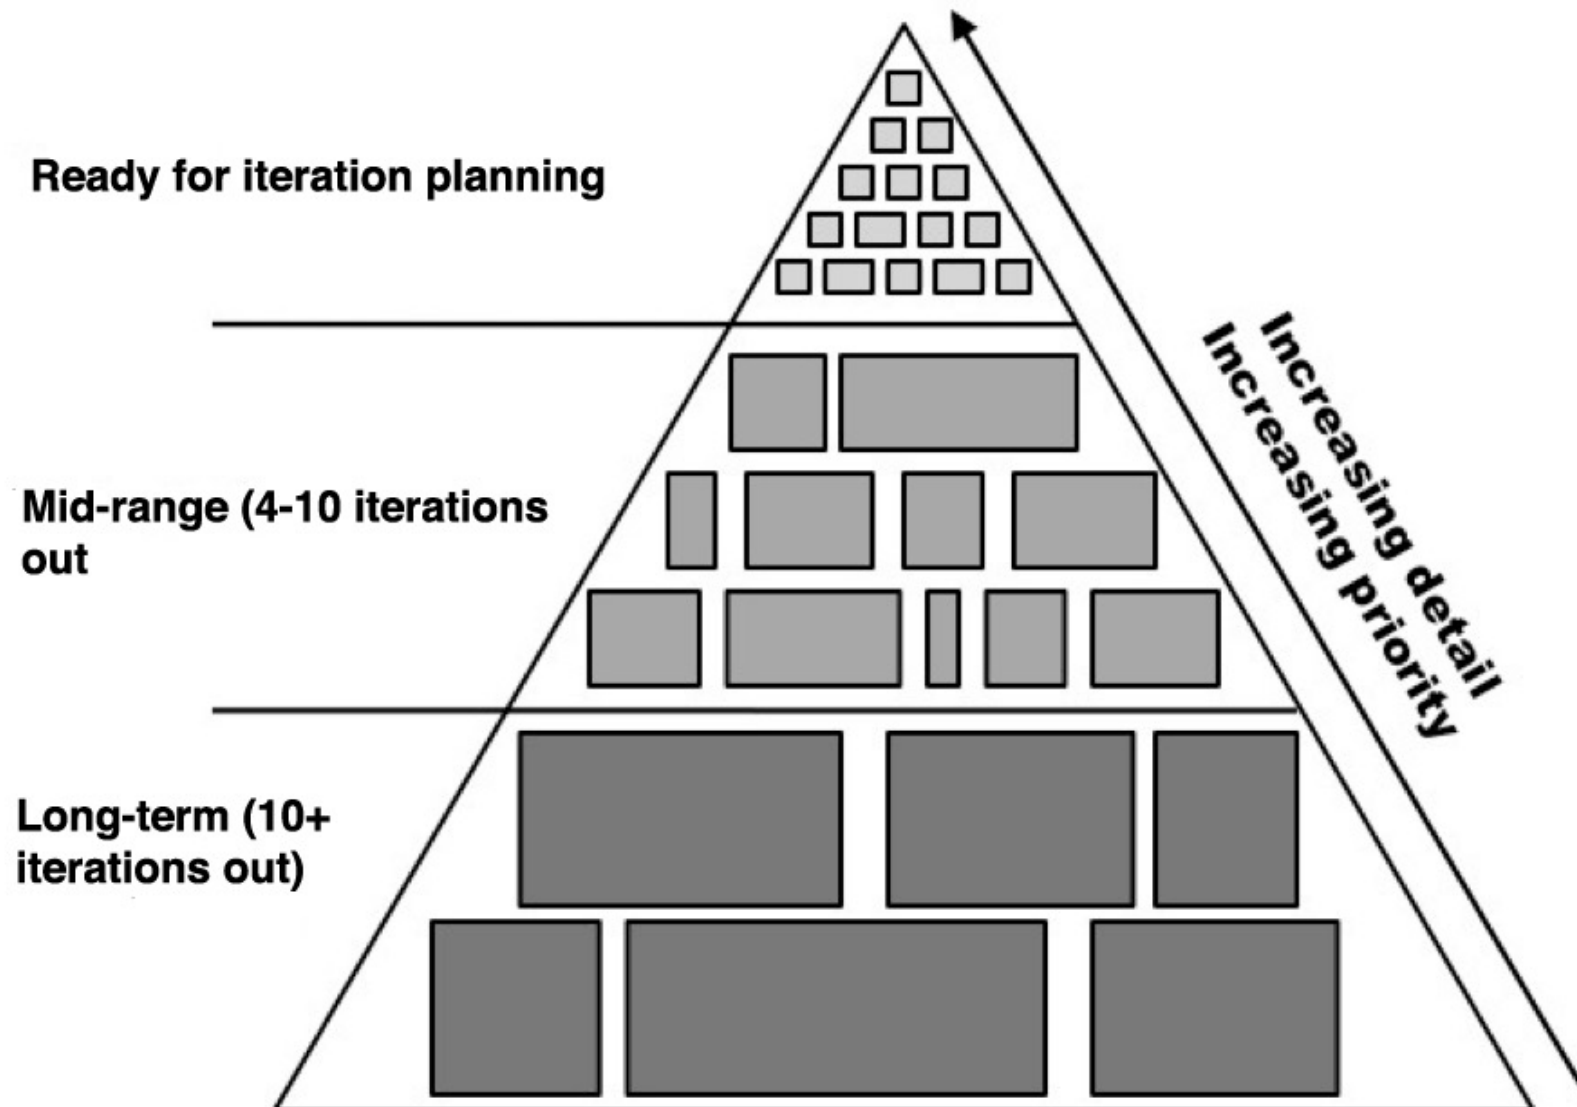 Ready for iteration planning
Increasing detail
Increasing priority
Mid-range (4-10 iterations
out
Long-term (10+
iterations out)